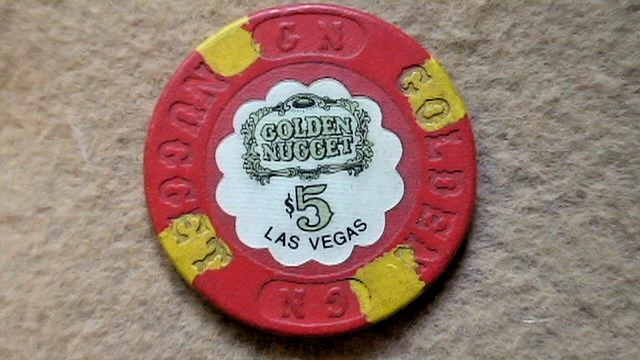 GN
GOLDEN
NUGGET
GOLDEN
NUGGET
$5
LAS VEGAS
GN